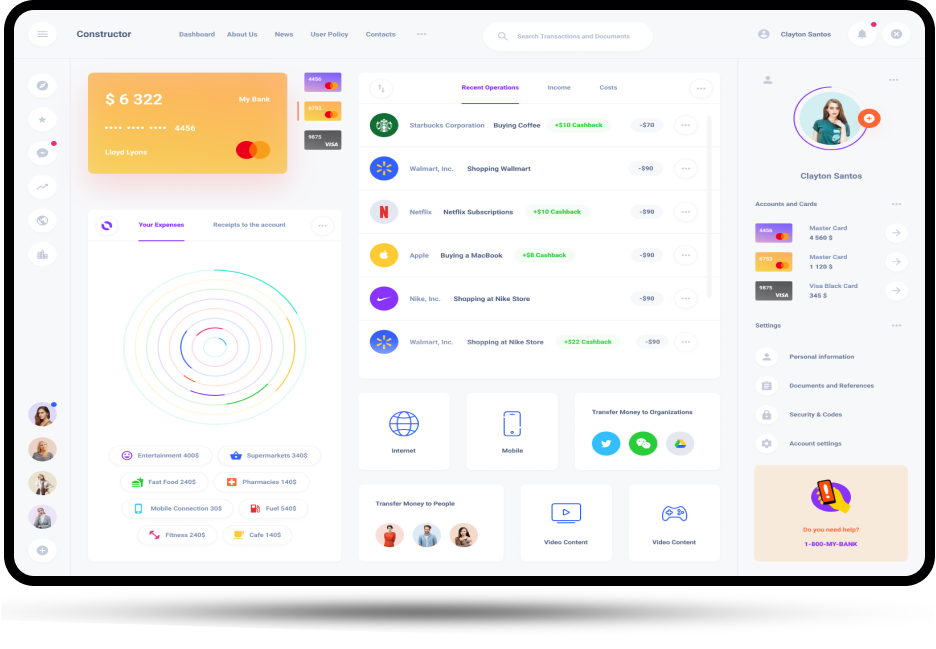 Constructor
Dashboard
About Us
News
User Policy
Contacts
Search Transactions and Documents
Clayton Santos
$ 6 322
My Bank
•••• •••• •••• 4456
Lloyd Lyons
4456
6753
9875
VISA
Recent Operations
Income
Costs
Starbucks Corporation Buying Coffee +$10 Cashback -$70
Walmart, Inc. Shopping Wallmart -$90
Netflix Netflix Subscriptions +$10 Cashback -$90
Apple Buying a MacBook +$8 Cashback -$90
Nike, Inc. Shopping at Nike Store -$90
Walmart, Inc. Shopping at Nike Store +$22 Cashback -$90
Your Expenses
Receipts to the account
Entertainment 400$
Supermarkets 340$
Fast Food 240$
Pharmacies 140$
Mobile Connection 30$
Fuel 540$
Fitness 240$
Cafe 140$
Internet
Mobile
Transfer Money to Organizations
Transfer Money to People
Video Content
Video Content
Clayton Santos
Accounts and Cards
4456
Master Card
4 560 $
6753
Master Card
1 120 $
9875
VISA
Visa Black Card
345 $
Settings
Personal information
Documents and References
Security & Codes
Account settings
Do you need help?
1-800-MY-BANK